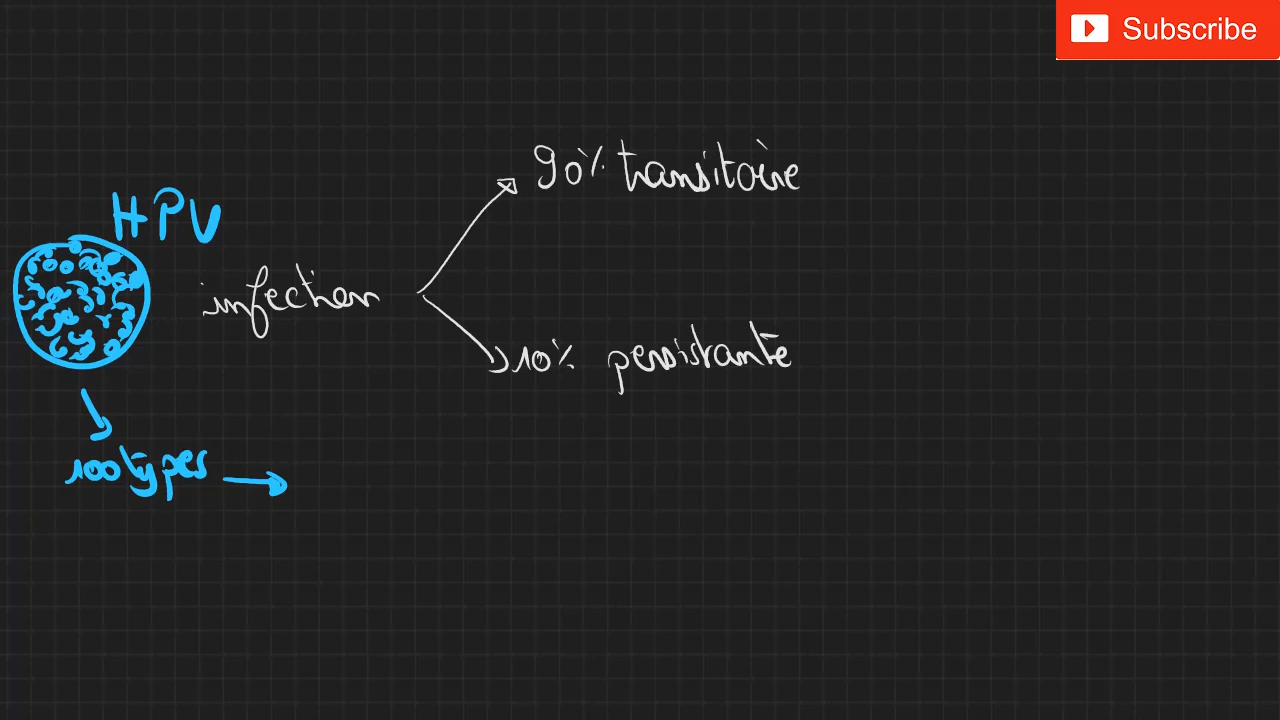 Subscribe
90% transitoire
HPV
infection
10% persistante
100 types